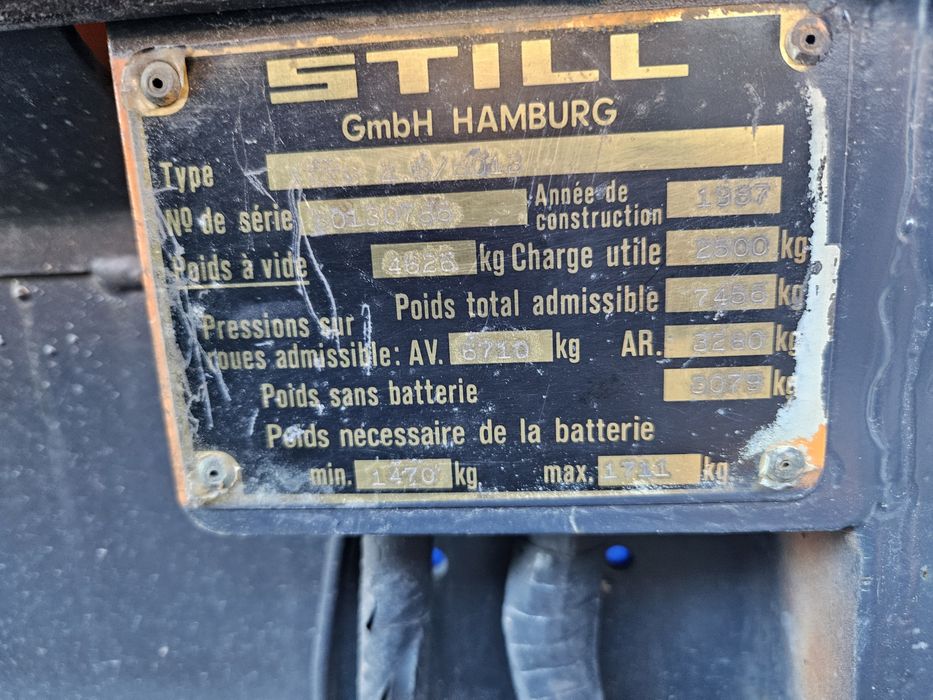 STILL
GmbH HAMBURG
Type
Nº de série Année de construction 1987
Poids à vide kg Charge utile 2500 kg
Poids total admissible kg
Pressions sur
roues admissible: AV. 6710 kg AR. 3280 kg
Poids sans batterie kg
Poids nécessaire de la batterie
min. 1470 kg max. 1711 kg